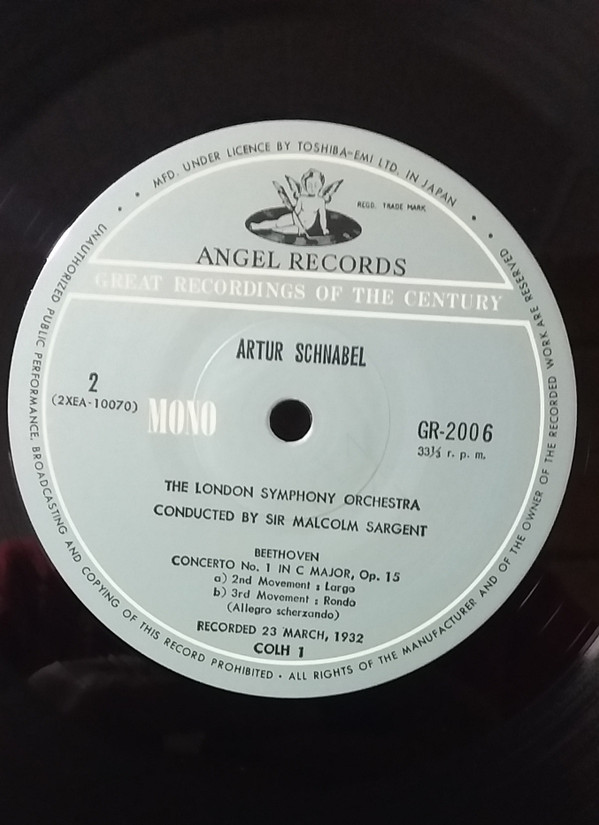 MFD. UNDER LICENCE BY TOSHIBA-EMI LTD. IN JAPAN
REGD. TRADE MARK
ANGEL RECORDS
GREAT RECORDINGS OF THE CENTURY
ARTUR SCHNABEL
2
(2XEA-10070)
MONO
GR-2006
33⅓ r. p. m.
THE LONDON SYMPHONY ORCHESTRA
CONDUCTED BY SIR MALCOLM SARGENT
BEETHOVEN
CONCERTO No. 1 IN C MAJOR, Op. 15
a) 2nd Movement : Largo
b) 3rd Movement : Rondo
(Allegro scherzando)
RECORDED 23 MARCH, 1932
COLH 1
UNAUTHORIZED PUBLIC PERFORMANCE, BROADCASTING AND COPYING OF THIS RECORD PROHIBITED · ALL RIGHTS OF THE MANUFACTURER AND OF THE OWNER OF THE RECORDED WORK ARE RESERVED